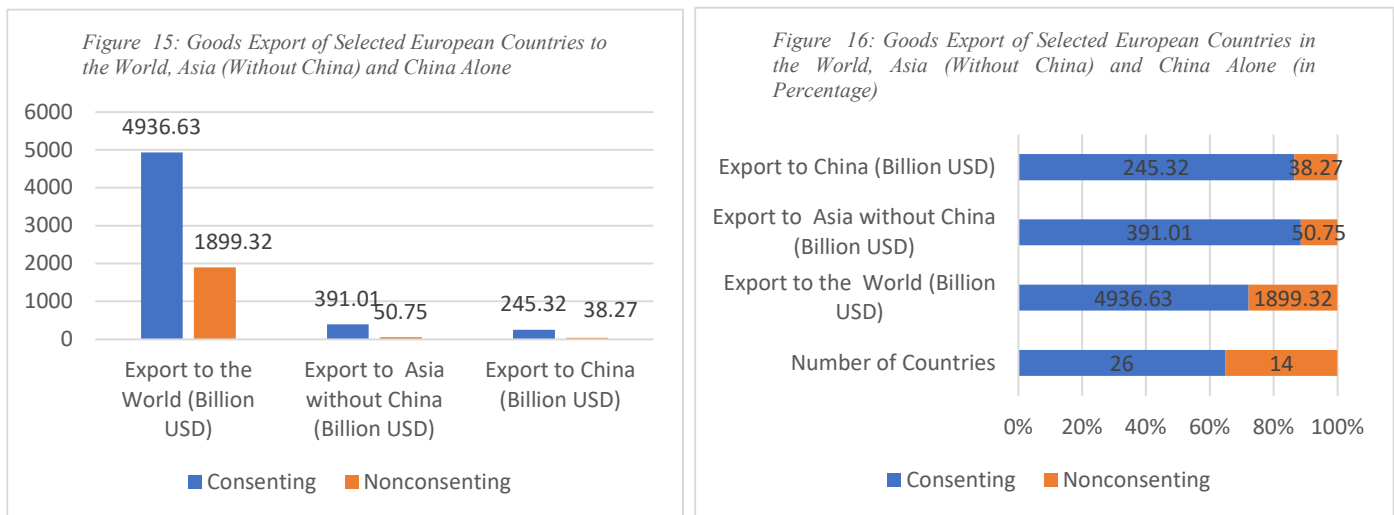 Figure 15: Goods Export of Selected European Countries to
the World, Asia (Without China) and China Alone
6000
5000
4000
3000
2000
1000
0
4936.63
1899.32
391.01
50.75
245.32
38.27
Export to the
World (Billion
USD)
Export to Asia
without China
(Billion USD)
Export to China
(Billion USD)
Consenting
Nonconsenting
Figure 16: Goods Export of Selected European Countries in
the World, Asia (Without China) and China Alone (in
Percentage)
Export to China (Billion USD)
245.32
38.27
Export to Asia without China
(Billion USD)
391.01
50.75
Export to the World (Billion
USD)
4936.63
1899.32
Number of Countries
26
14
0%
20%
40%
60%
80%
100%
Consenting
Nonconsenting